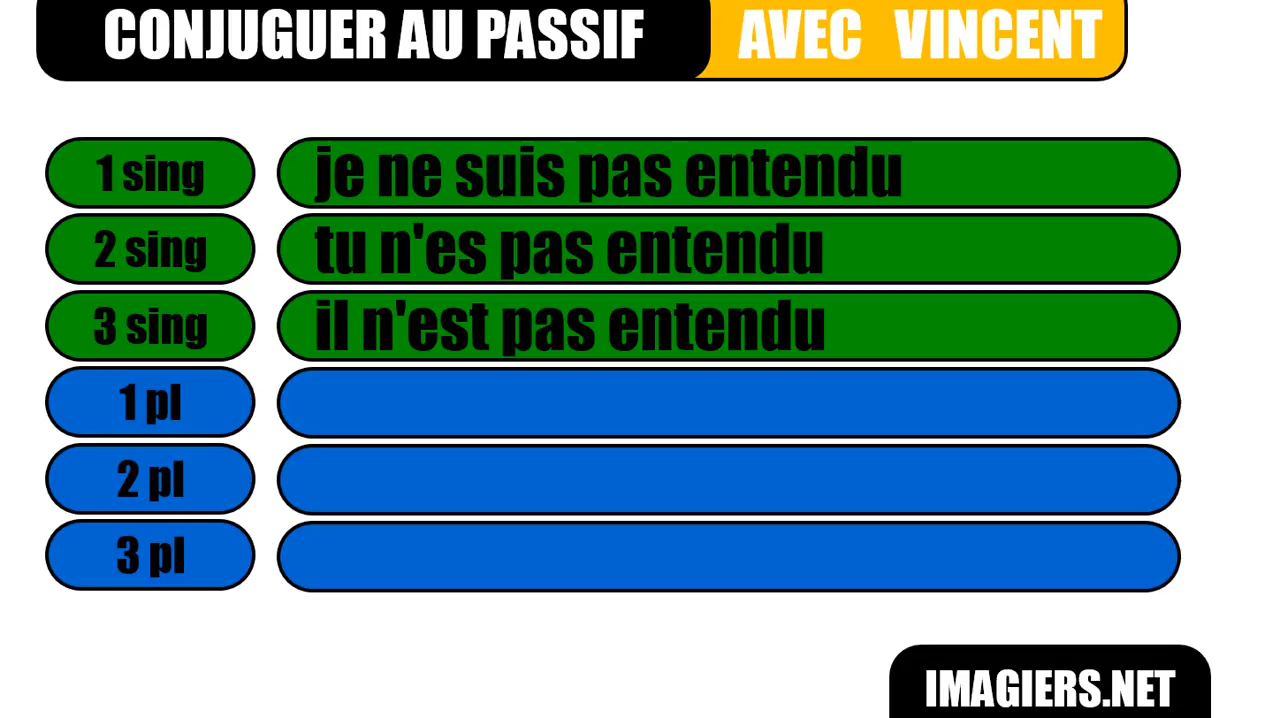 CONJUGUER AU PASSIF AVEC VINCENT
1 sing je ne suis pas entendu
2 sing tu n'es pas entendu
3 sing il n'est pas entendu
1 pl
2 pl
3 pl
IMAGIERS.NET